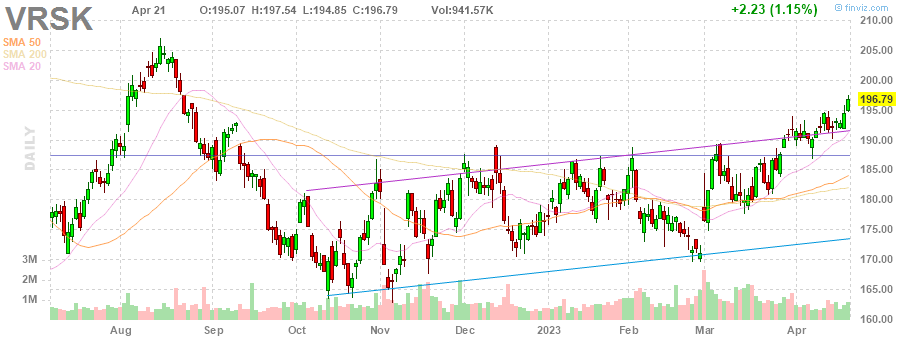 VRSK Apr 21 O:195.07 H:197.54 L:194.85 C:196.79 Vol:941.57K +2.23 (1.15%) finviz.com
SMA 50
SMA 200
SMA 20
DAILY
210.00
205.00
200.00
196.79
195.00
190.00
185.00
180.00
175.00
170.00
165.00
160.00
3M
2M
1M
Aug Sep Oct Nov Dec 2023 Feb Mar Apr